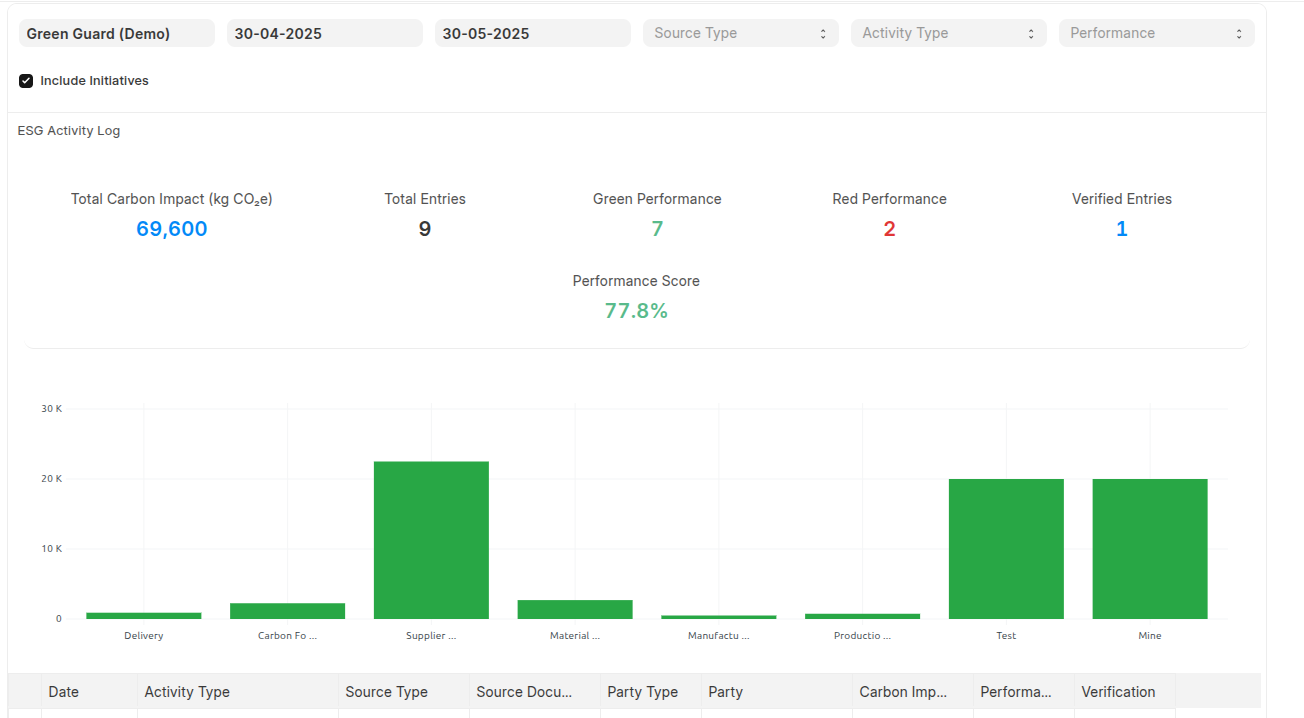 Green Guard (Demo) 30-04-2025 30-05-2025 Source Type Activity Type Performance
Include Initiatives
ESG Activity Log
Total Carbon Impact (kg CO₂e) Total Entries Green Performance Red Performance Verified Entries
69,600 9 7 2 1
Performance Score
77.8%
30 K
20 K
10 K
0
Delivery Carbon Fo ... Supplier ... Material ... Manufactu ... Productio ... Test Mine
Date Activity Type Source Type Source Docu... Party Type Party Carbon Imp... Performa... Verification